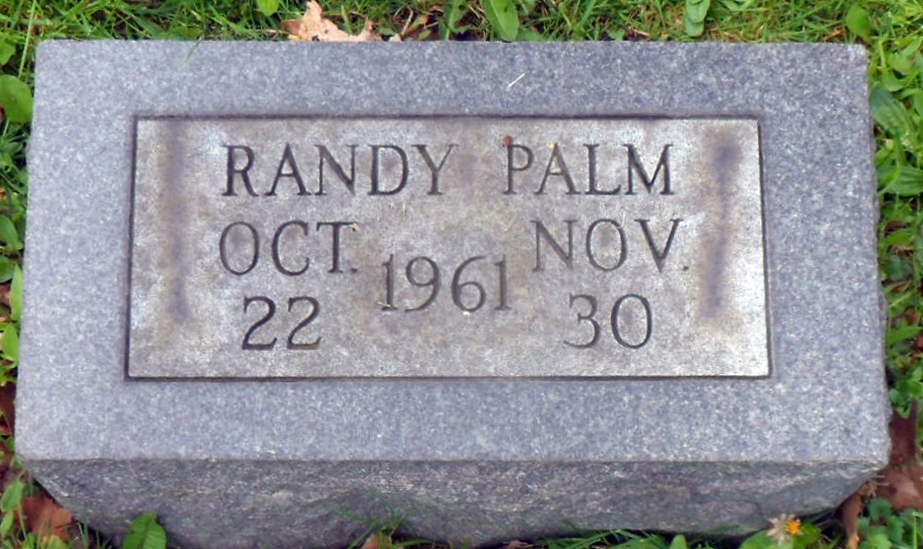 RANDY PALM
OCT. NOV.
1961
22 30